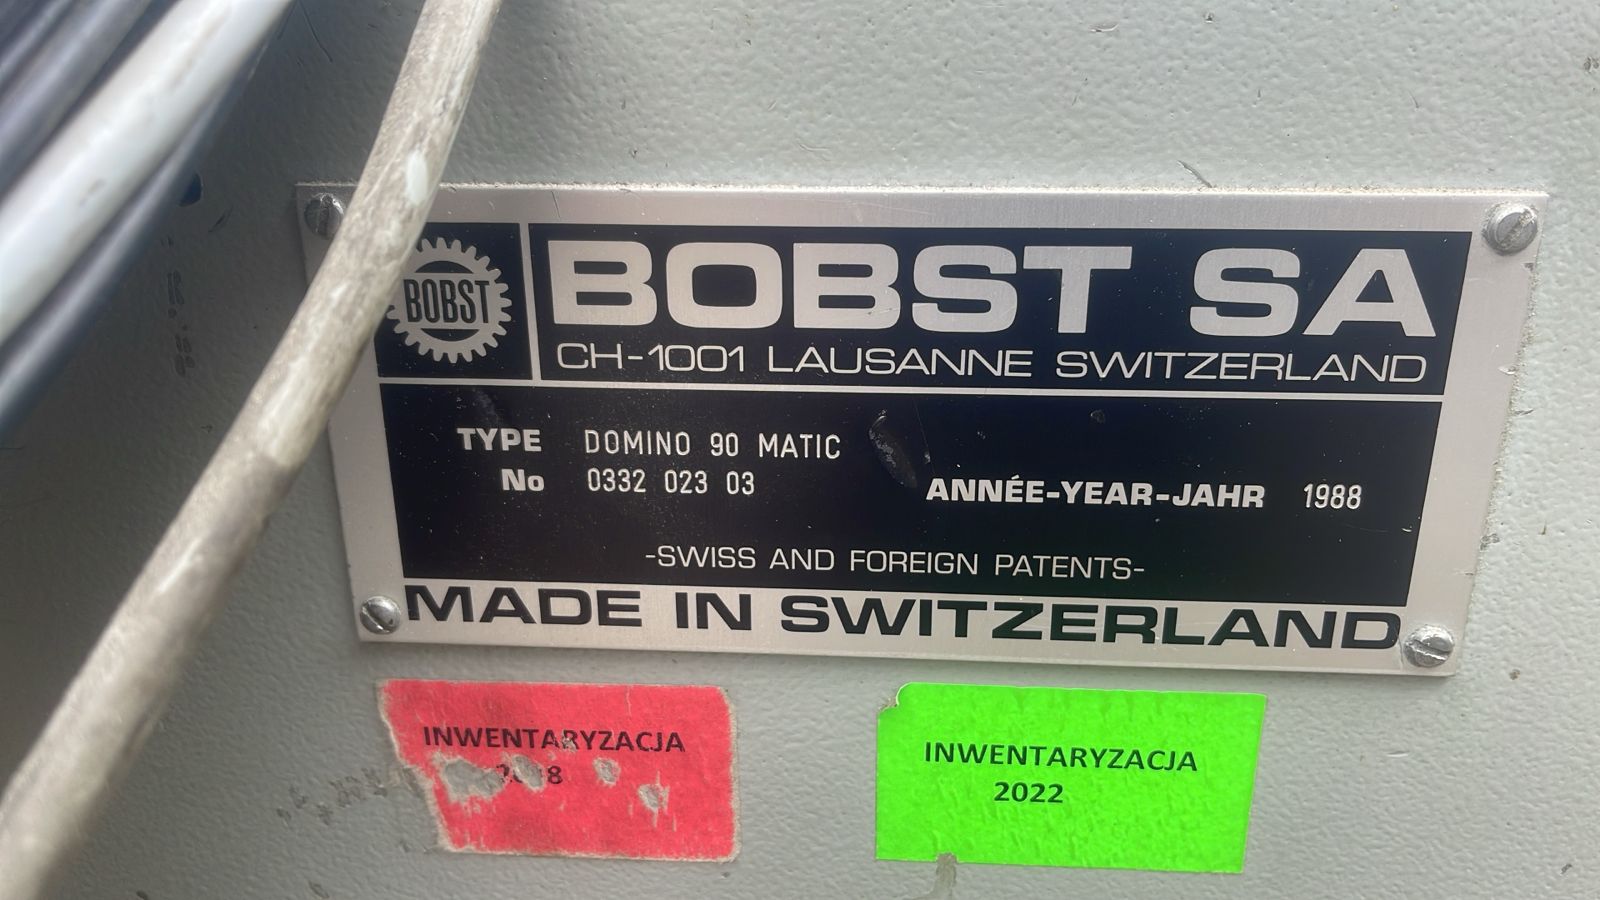 BOBST
BOBST SA
CH-1001 LAUSANNE SWITZERLAND
TYPE DOMINO 90 MATIC
No 0332 023 03
ANNÉE-YEAR-JAHR 1988
-SWISS AND FOREIGN PATENTS-
MADE IN SWITZERLAND
INWENTARYZACJA
INWENTARYZACJA
2022